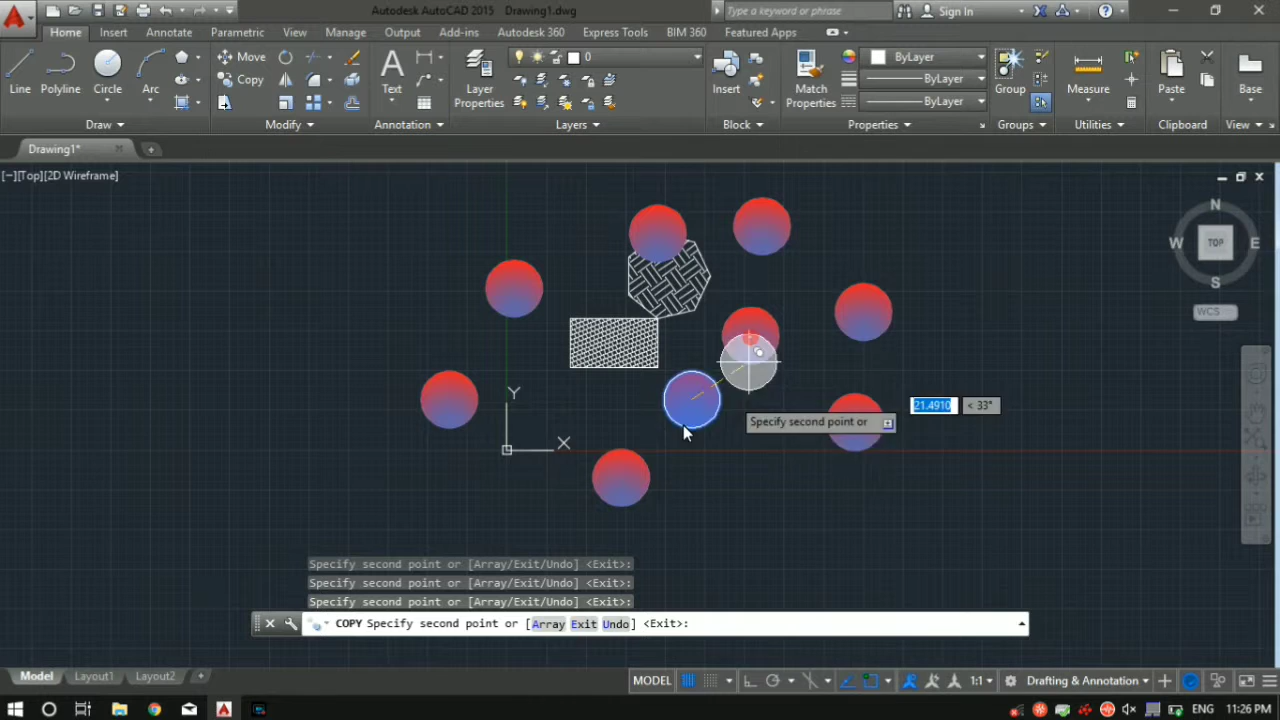 Autodesk AutoCAD 2015 Drawing1.dwg
Type a keyword or phrase
Sign In
Home Insert Annotate Parametric View Manage Output Add-ins Autodesk 360 Express Tools BIM 360 Featured Apps
Line Polyline Circle Arc
Move
Copy
Text
Layer Properties
0
Insert
Match Properties
ByLayer
ByLayer
ByLayer
Group
Measure
Paste
Base
Draw Modify Annotation Layers Block Properties Groups Utilities Clipboard View
Drawing1*
[−][Top][2D Wireframe]
N
W TOP E
S
WCS
Y
X
21.4910 < 33°
Specify second point or
Specify second point or [Array/Exit/Undo] <Exit>:
Specify second point or [Array/Exit/Undo] <Exit>:
Specify second point or [Array/Exit/Undo] <Exit>:
COPY Specify second point or [Array Exit Undo] <Exit>:
Model Layout1 Layout2
MODEL 1:1 Drafting & Annotation
ENG 11:26 PM